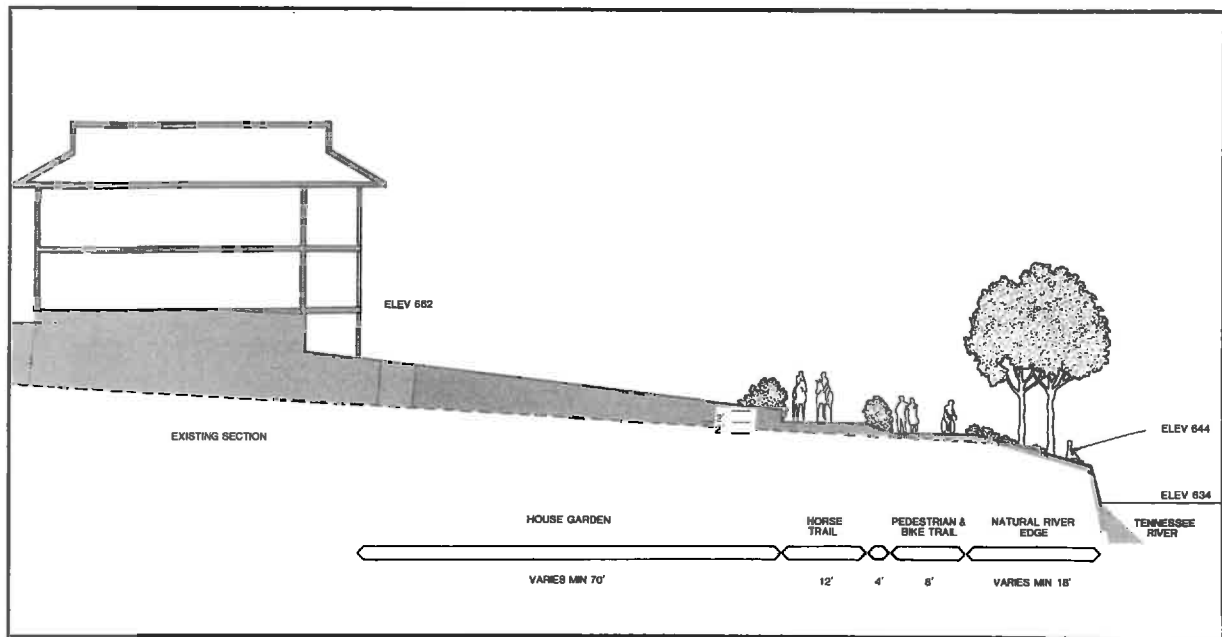 ELEV 662
EXISTING SECTION
ELEV 644
ELEV 634
TENNESSEE
RIVER
HOUSE GARDEN
HORSE
TRAIL
PEDESTRIAN &
BIKE TRAIL
NATURAL RIVER
EDGE
VARIES MIN 70'
12'
4'
8'
VARIES MIN 18'